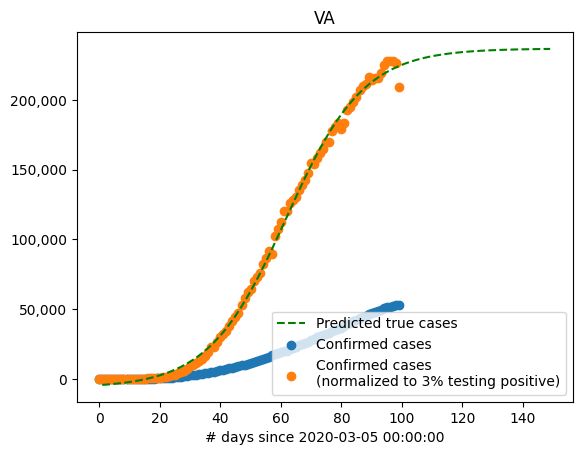 VA
200,000
150,000
100,000
50,000
0
Predicted true cases
Confirmed cases
Confirmed cases
(normalized to 3% testing positive)
0 20 40 60 80 100 120 140
# days since 2020-03-05 00:00:00